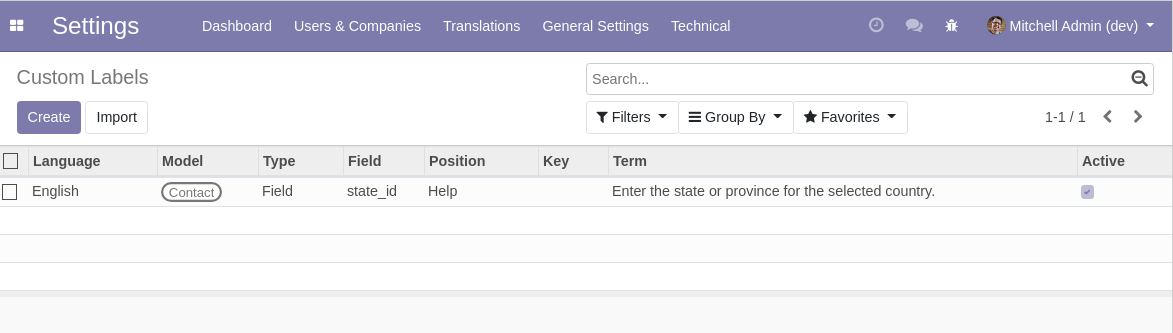 Settings Dashboard Users & Companies Translations General Settings Technical Mitchell Admin (dev)
Custom Labels
Search...
Create Import Filters Group By Favorites 1-1 / 1
Language Model Type Field Position Key Term Active
English Contact Field state_id Help Enter the state or province for the selected country.